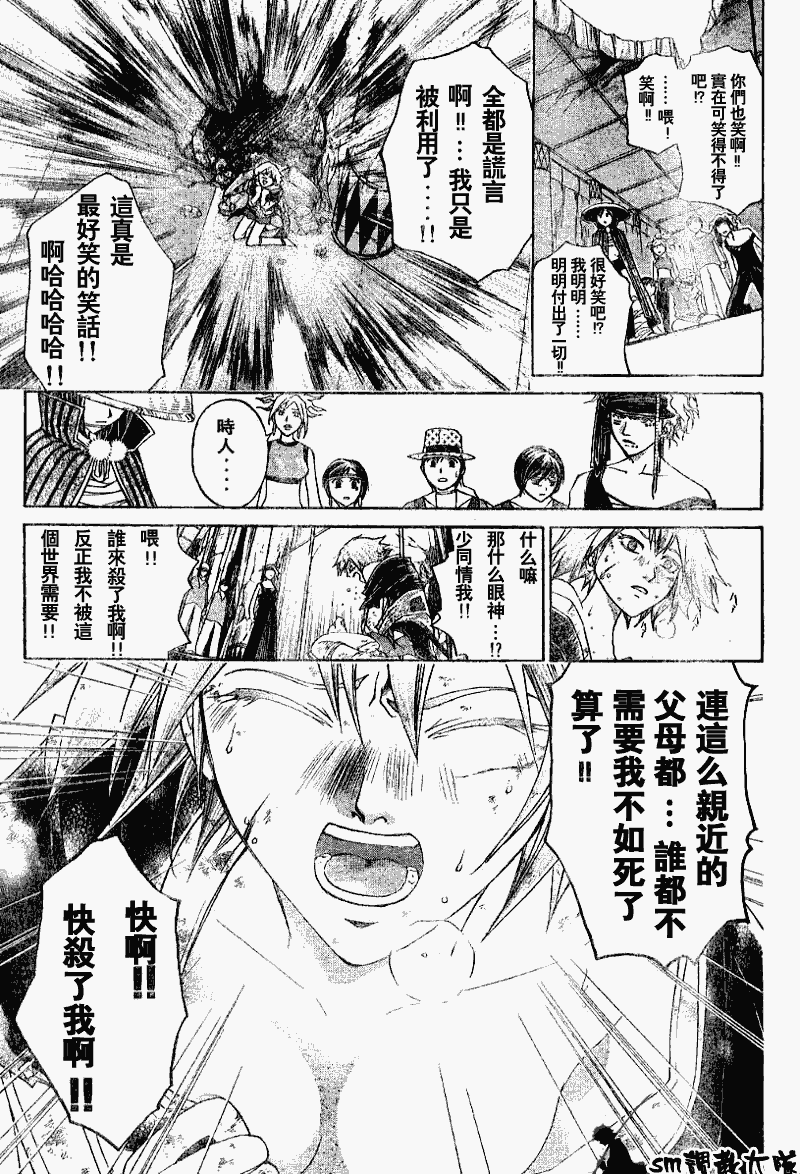 你們也笑啊!!
實在可笑得不得了
吧!?
……喂!
笑啊!!
很好笑吧!?
我明明……
明明付出了一切!!
全都是謊言
啊!!…我只是
被利用了....!!
這真是
最好笑的笑話!!
啊哈哈哈哈!!
時人
....
什么嘛
那什么眼神…!?
少同情我!!
喂!!
誰來殺了我啊!!
反正我不被這
個世界需要!!
連這么親近的
父母都…誰都不
需要我不如死了
算了!!
快啊!!!
快殺了我啊!!
sm調教六隊